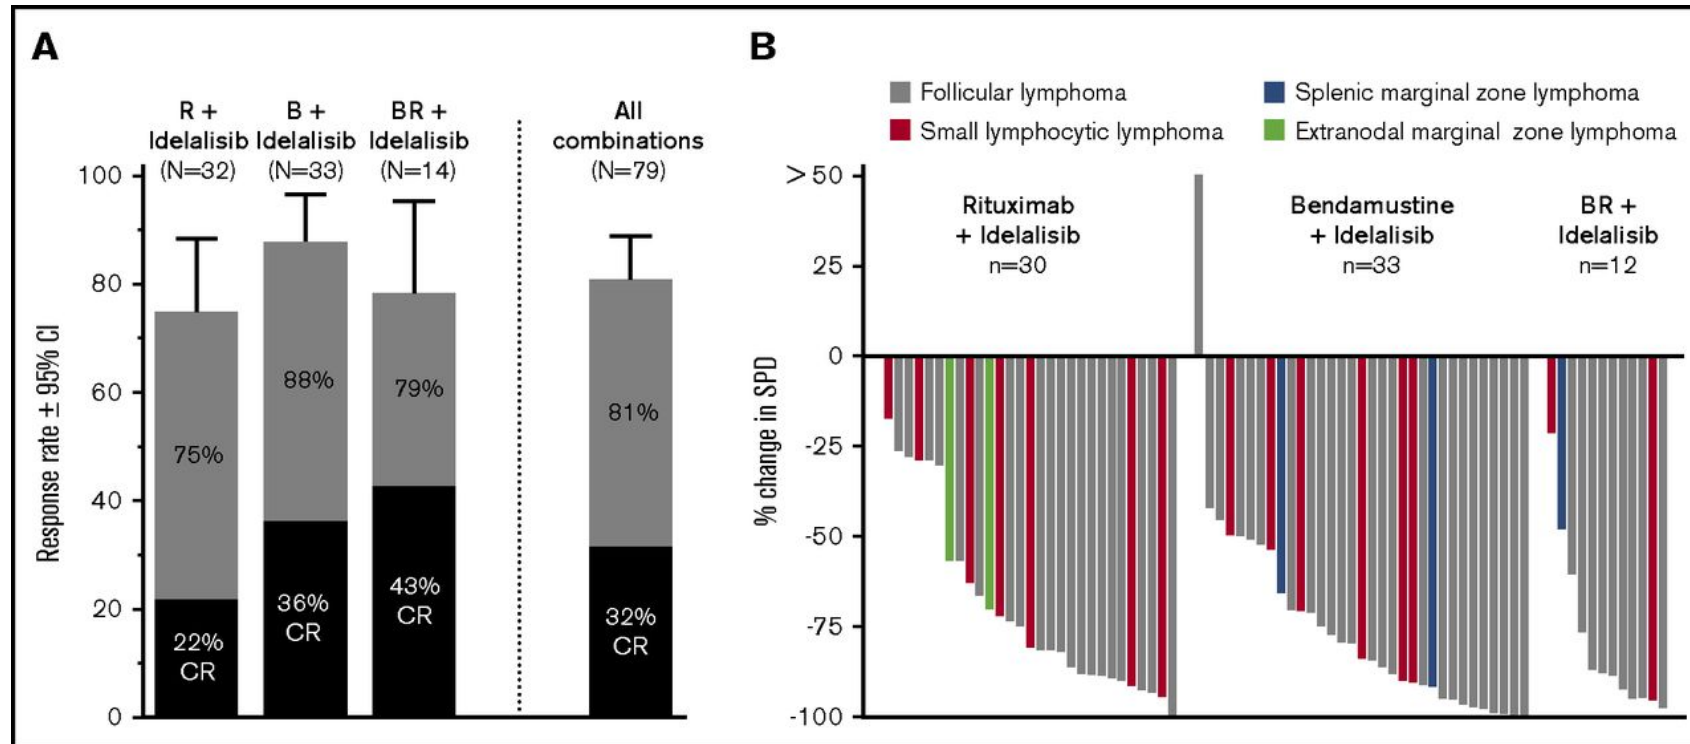 A
R +
Idelalisib
(N=32)
B +
Idelalisib
(N=33)
BR +
Idelalisib
(N=14)
All
combinations
(N=79)
Response rate ± 95% CI
100
80
60
40
20
0
75%
22%
CR
88%
36%
CR
79%
43%
CR
81%
32%
CR
B
Follicular lymphoma
Small lymphocytic lymphoma
Splenic marginal zone lymphoma
Extranodal marginal zone lymphoma
% change in SPD
> 50
25
0
-25
-50
-75
-100
Rituximab
+ Idelalisib
n=30
Bendamustine
+ Idelalisib
n=33
BR +
Idelalisib
n=12